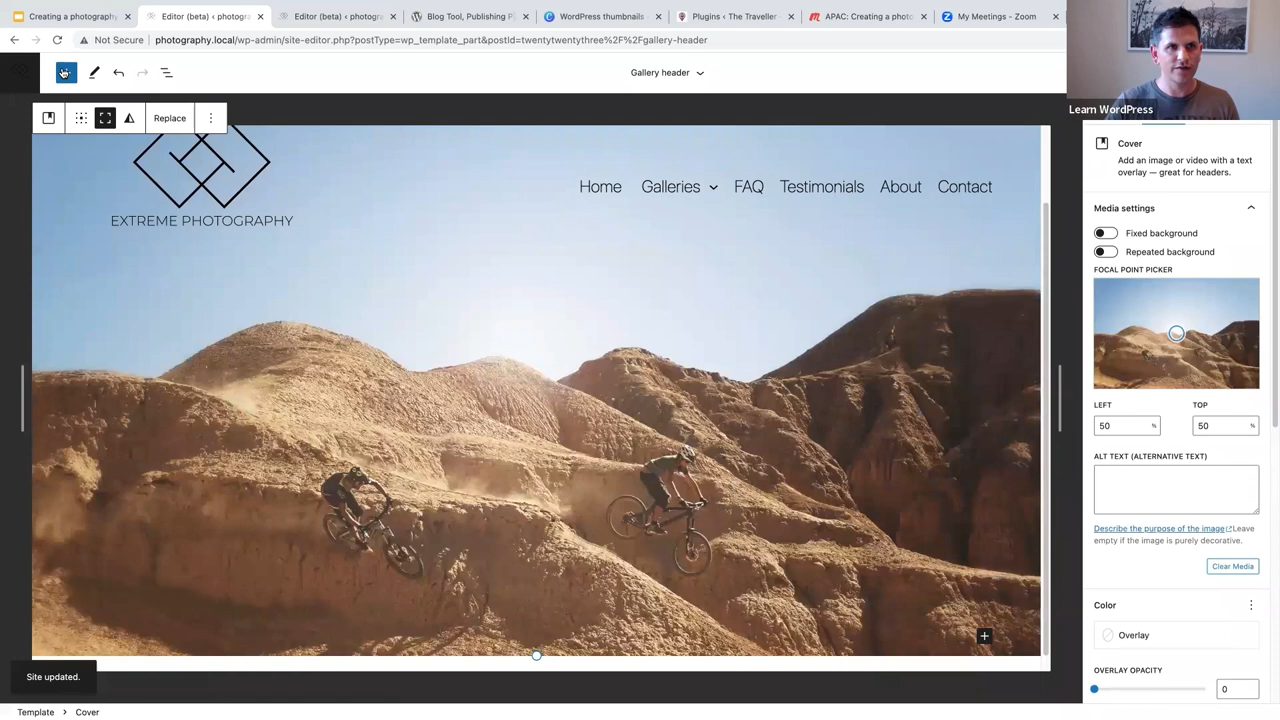 Creating a photography
Editor (beta) ‹ photogra
Editor (beta) ‹ photogra
Blog Tool, Publishing P
WordPress thumbnails
Plugins ‹ The Traveller
APAC: Creating a photo
My Meetings - Zoom
Not Secure
photography.local/wp-admin/site-editor.php?postType=wp_template_part&postId=twentytwentythree%2F%2Fgallery-header
Gallery header
Learn WordPress
Replace
EXTREME PHOTOGRAPHY
Home Galleries FAQ Testimonials About Contact
Cover
Add an image or video with a text
overlay — great for headers.
Media settings
Fixed background
Repeated background
FOCAL POINT PICKER
LEFT TOP
50 % 50 %
ALT TEXT (ALTERNATIVE TEXT)
Describe the purpose of the image Leave
empty if the image is purely decorative.
Clear Media
Color
Overlay
OVERLAY OPACITY
0
Site updated.
Template > Cover